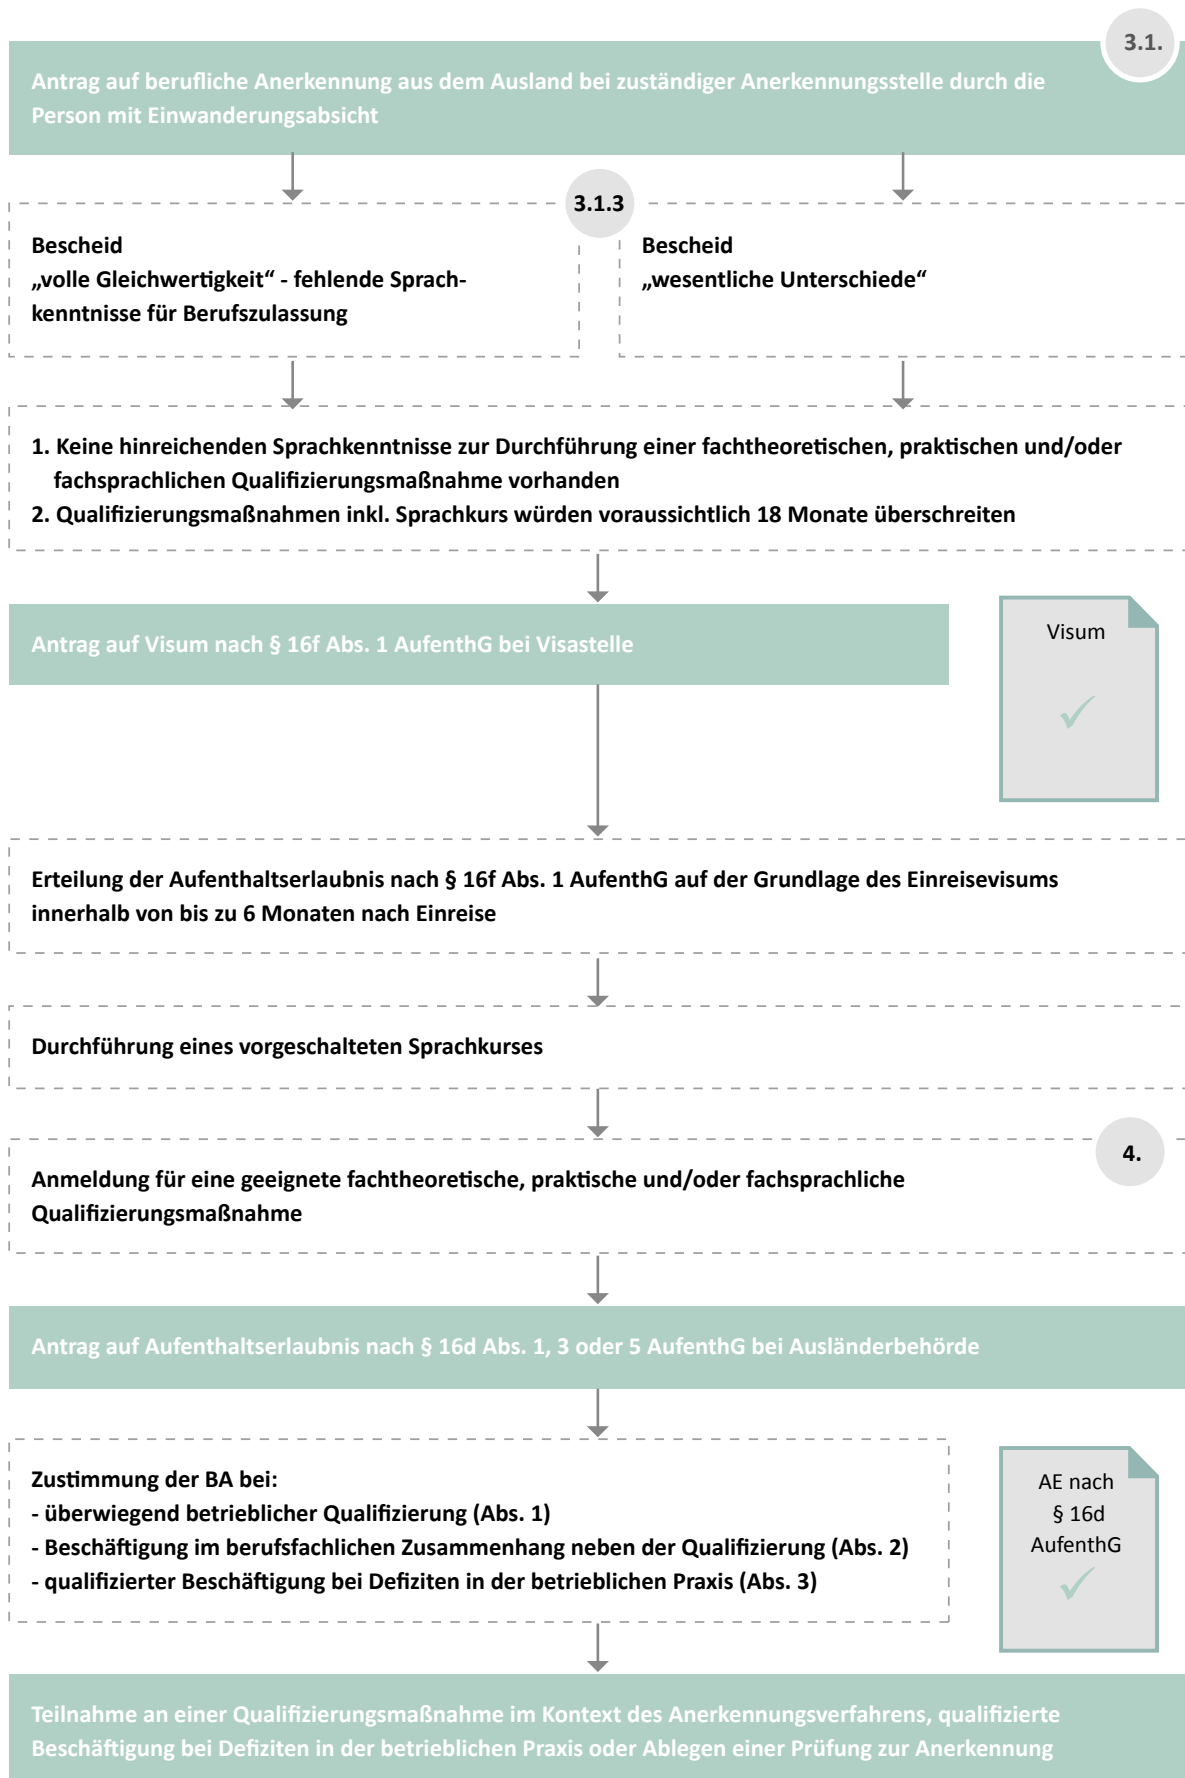 3.1.
Antrag auf berufliche Anerkennung aus dem Ausland bei zuständiger Anerkennungsstelle durch die
Person mit Einwanderungsabsicht
3.1.3
Bescheid
„volle Gleichwertigkeit“ - fehlende Sprach-
kenntnisse für Berufszulassung
Bescheid
„wesentliche Unterschiede“
1. Keine hinreichenden Sprachkenntnisse zur Durchführung einer fachtheoretischen, praktischen und/oder
fachsprachlichen Qualifizierungsmaßnahme vorhanden
2. Qualifizierungsmaßnahmen inkl. Sprachkurs würden voraussichtlich 18 Monate überschreiten
Antrag auf Visum nach § 16f Abs. 1 AufenthG bei Visastelle
Visum
Erteilung der Aufenthaltserlaubnis nach § 16f Abs. 1 AufenthG auf der Grundlage des Einreisevisums
innerhalb von bis zu 6 Monaten nach Einreise
Durchführung eines vorgeschalteten Sprachkurses
4.
Anmeldung für eine geeignete fachtheoretische, praktische und/oder fachsprachliche
Qualifizierungsmaßnahme
Antrag auf Aufenthaltserlaubnis nach § 16d Abs. 1, 3 oder 5 AufenthG bei Ausländerbehörde
Zustimmung der BA bei:
- überwiegend betrieblicher Qualifizierung (Abs. 1)
- Beschäftigung im berufsfachlichen Zusammenhang neben der Qualifizierung (Abs. 2)
- qualifizierter Beschäftigung bei Defiziten in der betrieblichen Praxis (Abs. 3)
AE nach
§ 16d
AufenthG
Teilnahme an einer Qualifizierungsmaßnahme im Kontext des Anerkennungsverfahrens, qualifizierte
Beschäftigung bei Defiziten in der betrieblichen Praxis oder Ablegen einer Prüfung zur Anerkennung